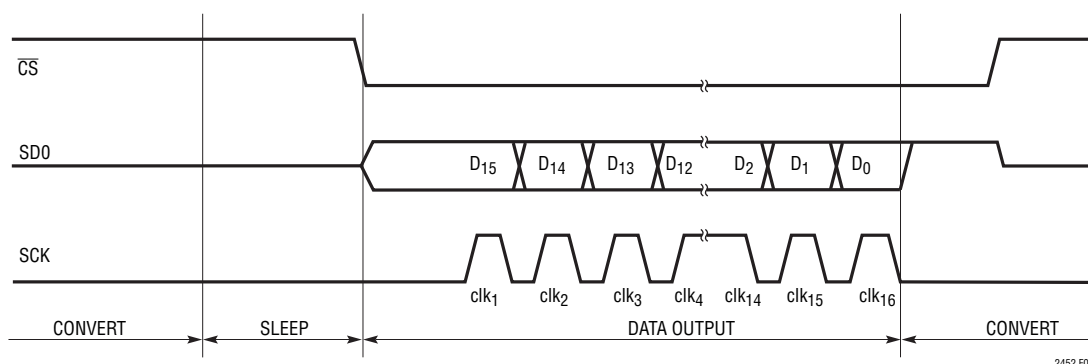 CS
SD0
D15 D14 D13 D12 D2 D1 D0
SCK
clk1 clk2 clk3 clk4 clk14 clk15 clk16
CONVERT SLEEP DATA OUTPUT CONVERT